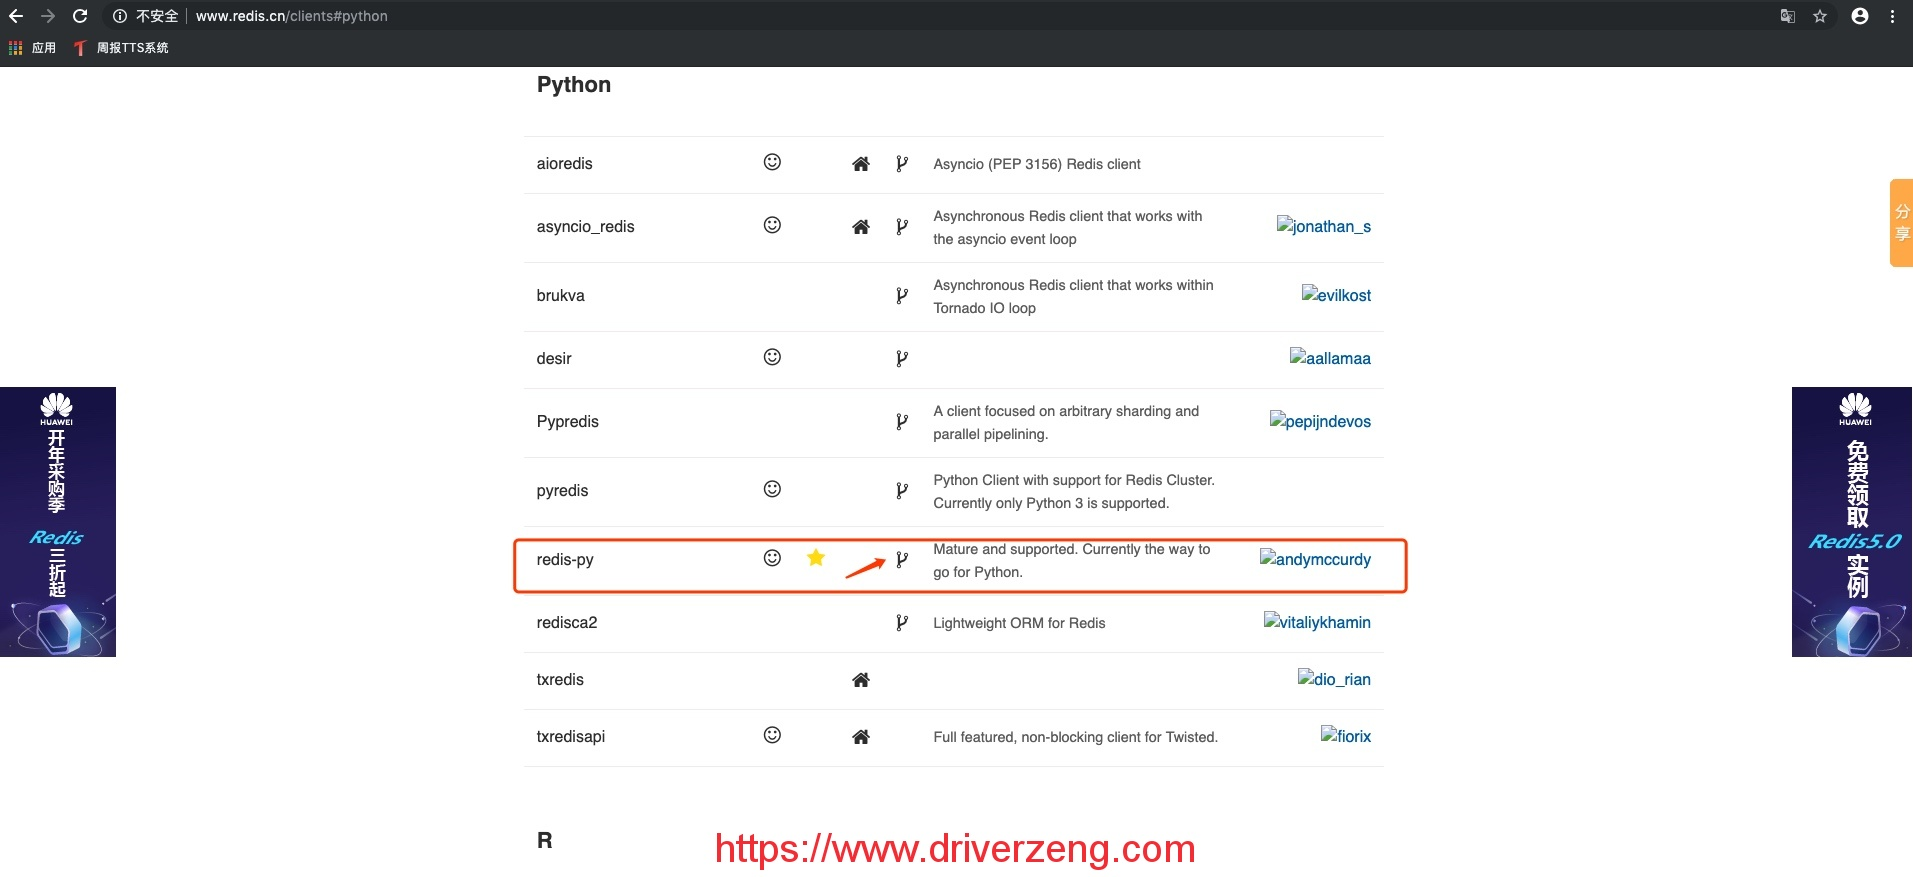 不安全 www.redis.cn/clients#python
应用 周报TTS系统
Python
aioredis Asyncio (PEP 3156) Redis client
asyncio_redis Asynchronous Redis client that works with
the asyncio event loop jonathan_s
brukva Asynchronous Redis client that works within
Tornado IO loop evilkost
desir aallamaa
Pypredis A client focused on arbitrary sharding and
parallel pipelining. pepijndevos
pyredis Python Client with support for Redis Cluster.
Currently only Python 3 is supported.
redis-py Mature and supported. Currently the way to
go for Python. andymccurdy
redisca2 Lightweight ORM for Redis vitaliykhamin
txredis dio_rian
txredisapi Full featured, non-blocking client for Twisted. fiorix
R
https://www.driverzeng.com
分享
HUAWEI
开年采购季
Redis
三折起
HUAWEI
免费领取
Redis5.0
实例